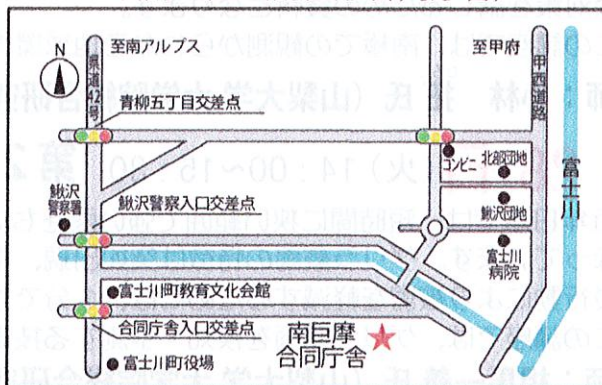 N
至南アルプス
県道42号
青柳五丁目交差点
至甲府
甲西道路
富士川
コンビニ
北部団地
鰍沢団地
富士川
病院
鰍沢
警察署
鰍沢警察入口交差点
富士川町教育文化会館
合同庁舎入口交差点
富士川町役場
南巨摩
合同庁舎